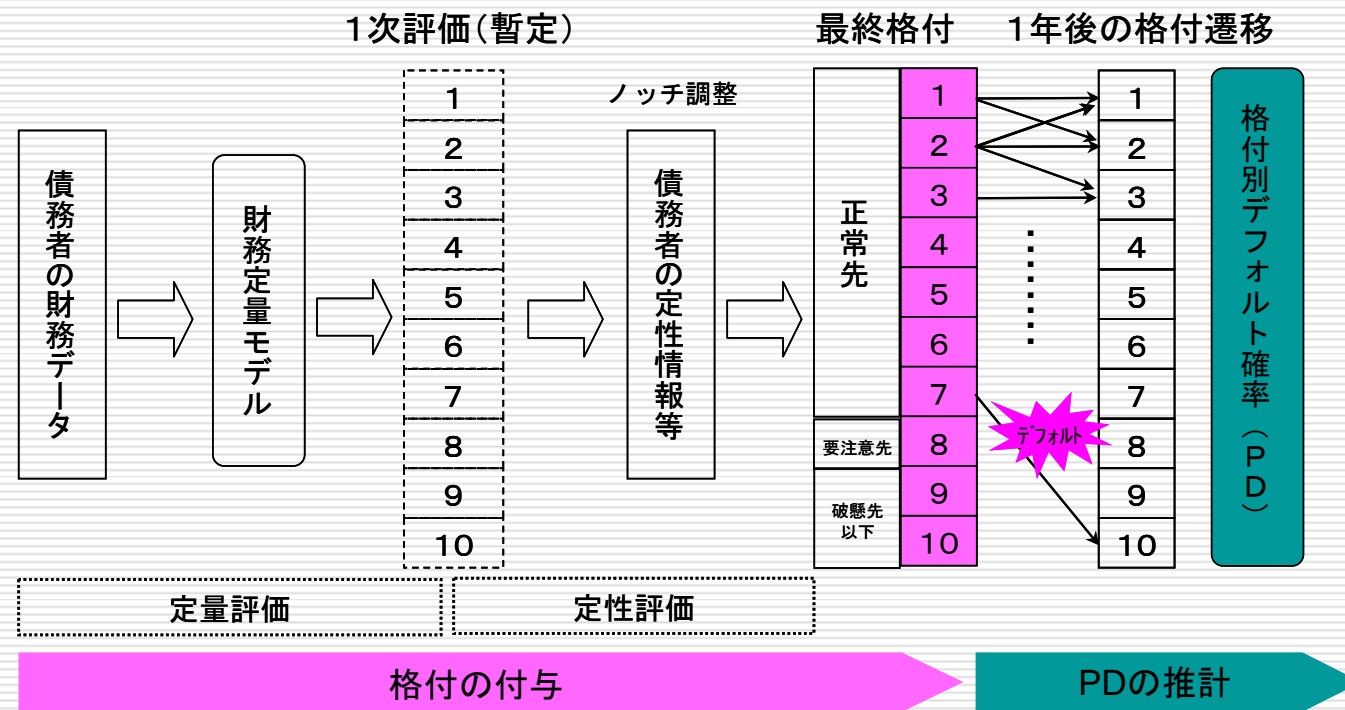 1次評価(暫定)
最終格付
1年後の格付遷移
債務者の財務データ
財務定量モデル
1
2
3
4
5
6
7
8
9
10
ノッチ調整
債務者の定性情報等
正常先
要注意先
破懸先
以下
1
2
3
4
5
6
7
8
9
10
デフォルト
1
2
3
4
5
6
7
8
9
10
格付別デフォルト確率(PD)
定量評価
定性評価
格付の付与
PDの推計